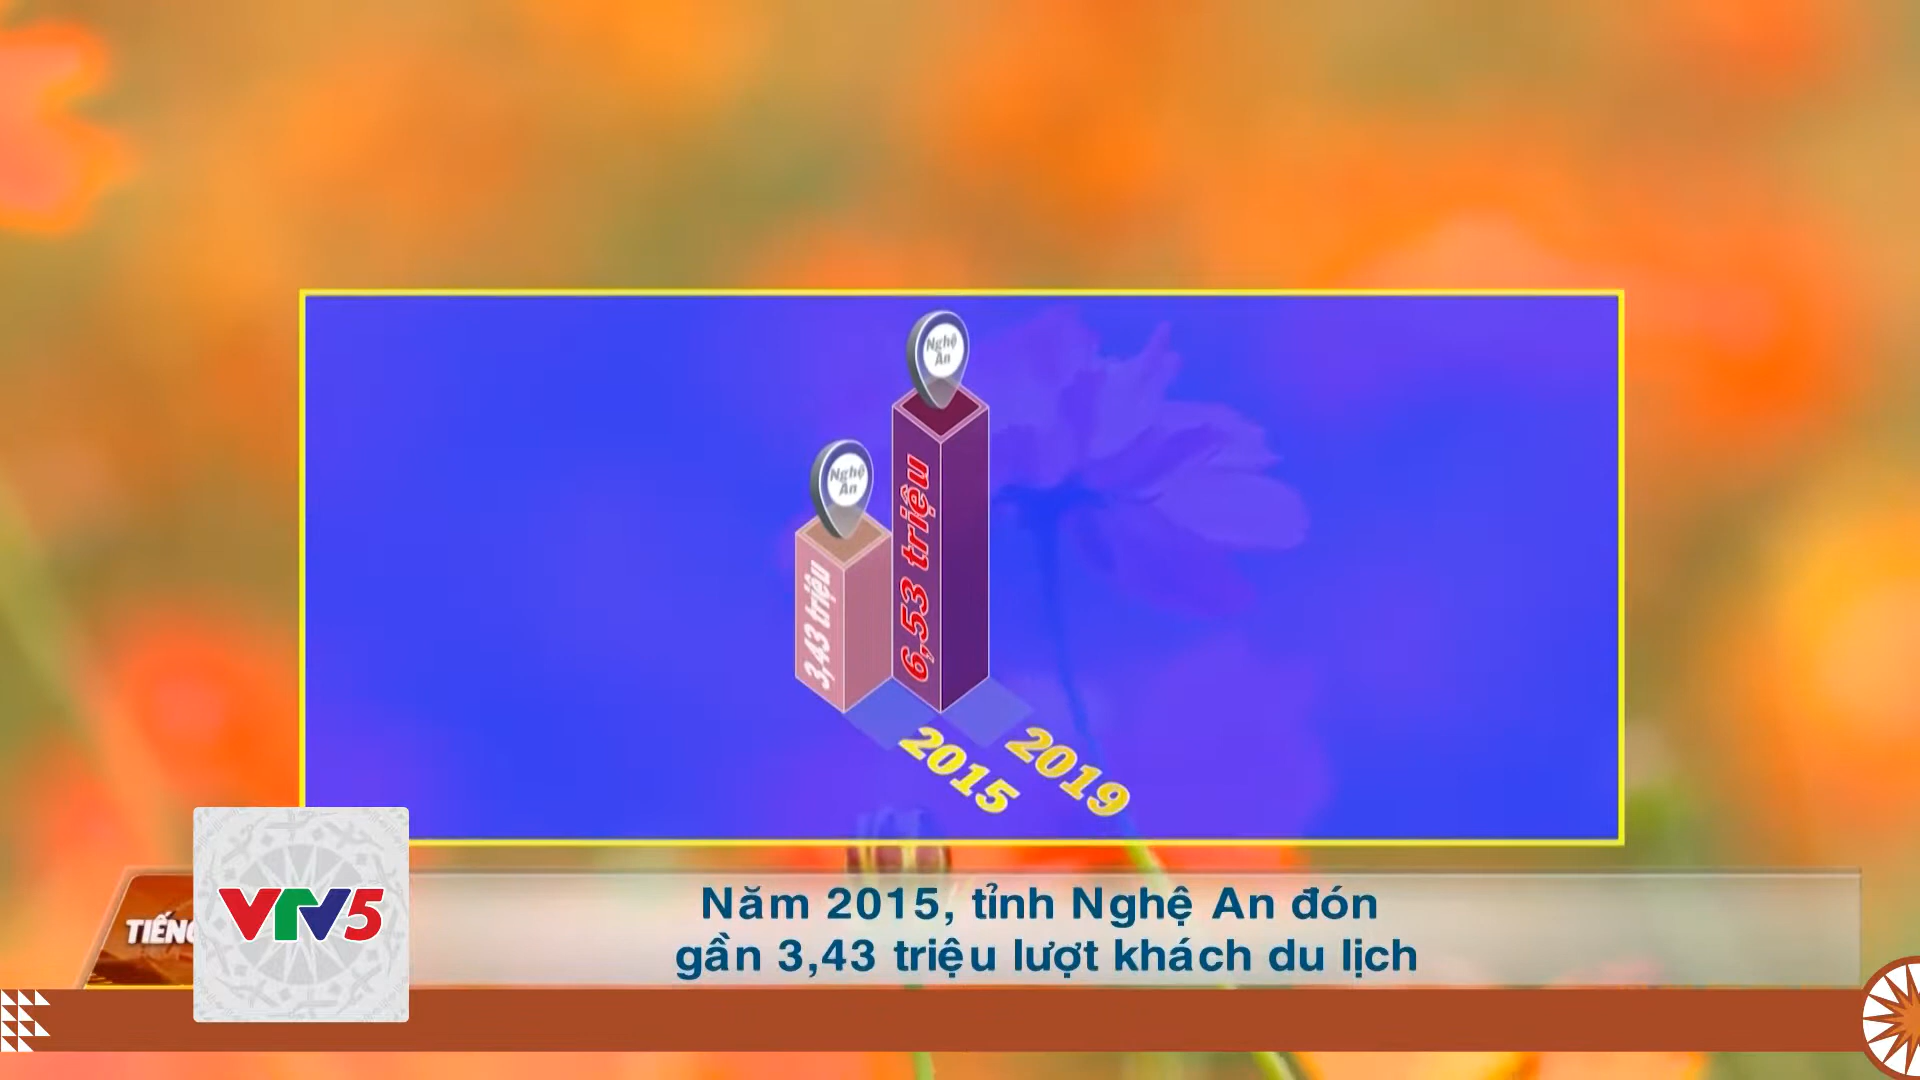 Nghệ
An
Nghệ
An
3,43 triệu
6,53 triệu
2015
2019
Năm 2015, tỉnh Nghệ An đón
gần 3,43 triệu lượt khách du lịch
TIẾNG
VTV5